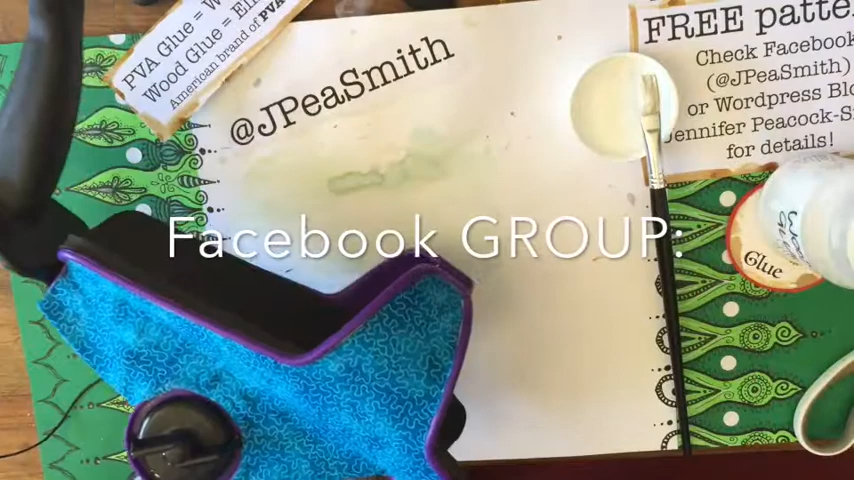 PVA Glue = W
Wood Glue = El
American brand of PVA
@JPeaSmith
FREE patter
Check Facebook
(@JPeaSmith)
or Wordpress Blo
Jennifer Peacock-S
for details!
Glue
Facebook GROUP: